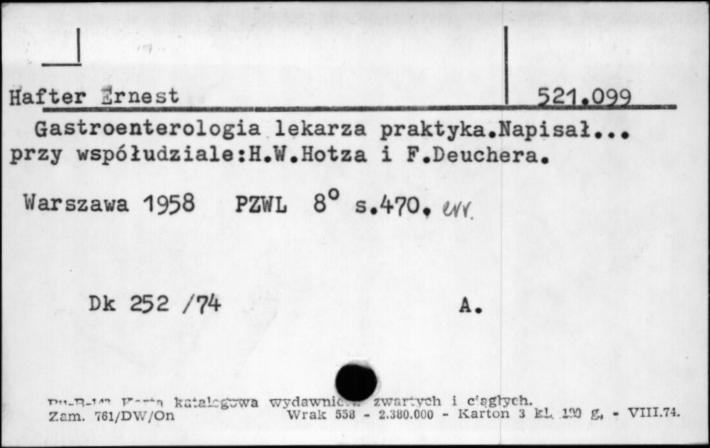 Hafter Ernest 521.099
Gastroenterologia lekarza praktyka.Napisał...
przy współudziale:H.W.Hotza i F.Deuchera.
Warszawa 1958 PZWL 8° s.470. err.
Dk 252 /74 A.
katalogowa wydawnictw zwartych i ciągłych.
Zam. 761/DW/On Wrak 558 - 2.380.000 - Karton 3 kl. 190 g. - VIII.74.